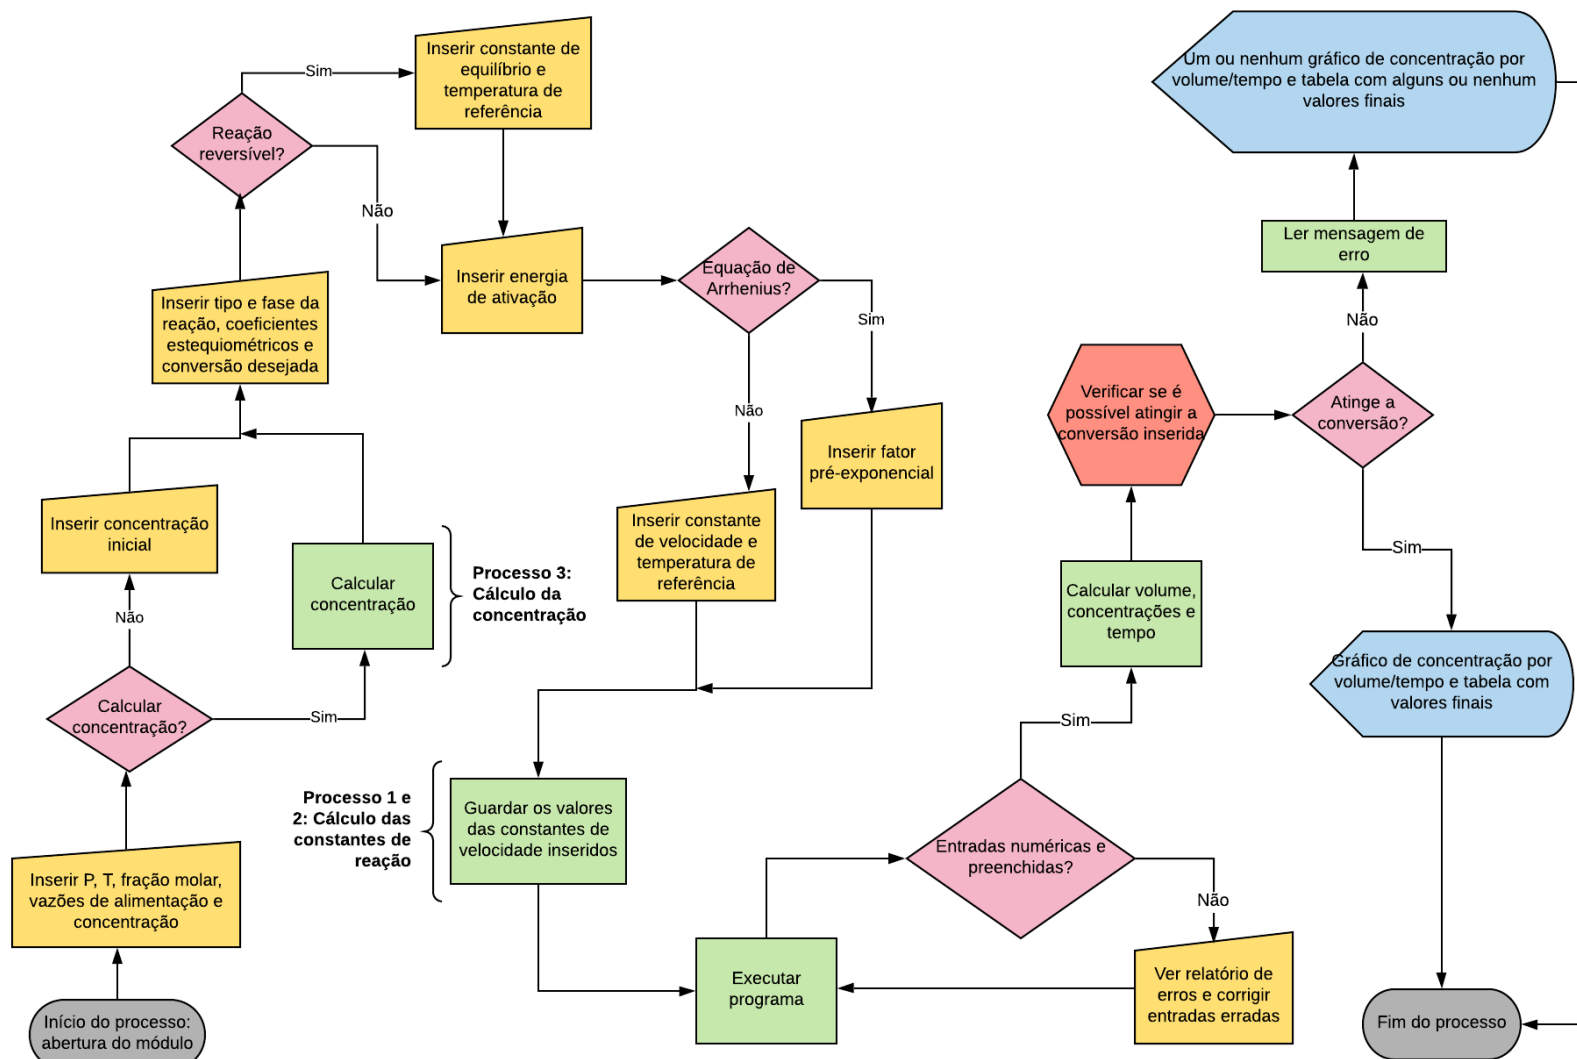 Início do processo:
abertura do módulo
Inserir P, T, fração molar,
vazões de alimentação e
concentração
Calcular
concentração?
Não
Sim
Inserir concentração
inicial
Calcular
concentração
Processo 3:
Cálculo da
concentração
Inserir tipo e fase da
reação, coeficientes
estequiométricos e
conversão desejada
Reação
reversível?
Sim
Não
Inserir constante de
equilíbrio e
temperatura de
referência
Inserir energia
de ativação
Equação de
Arrhenius?
Sim
Não
Inserir fator
pré-exponencial
Inserir constante
de velocidade e
temperatura de
referência
Processo 1 e
2: Cálculo das
constantes de
reação
Guardar os valores
das constantes de
velocidade inseridos
Executar
programa
Entradas numéricas e
preenchidas?
Sim
Não
Ver relatório de
erros e corrigir
entradas erradas
Calcular volume,
concentrações e
tempo
Verificar se é
possível atingir a
conversão inserida
Atinge a
conversão?
Não
Sim
Ler mensagem de
erro
Um ou nenhum gráfico de concentração por
volume/tempo e tabela com alguns ou nenhum
valores finais
Gráfico de concentração por
volume/tempo e tabela com
valores finais
Fim do processo